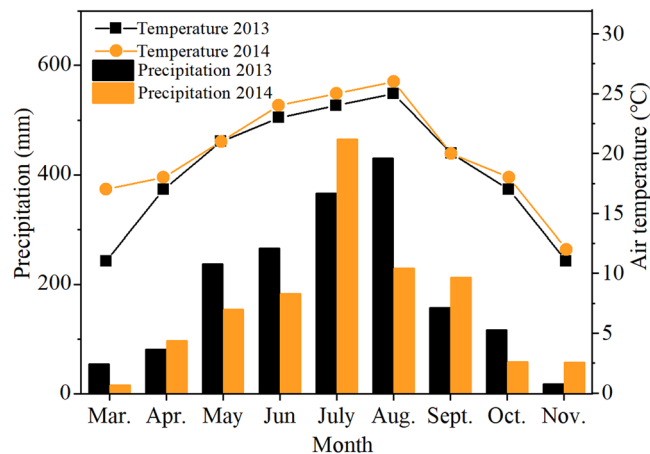 Temperature 2013
Temperature 2014
Precipitation 2013
Precipitation 2014
Precipitation (mm)
600
400
200
0
Air temperature (℃)
30
25
20
15
10
5
0
Mar. Apr. May Jun July Aug. Sept. Oct. Nov.
Month